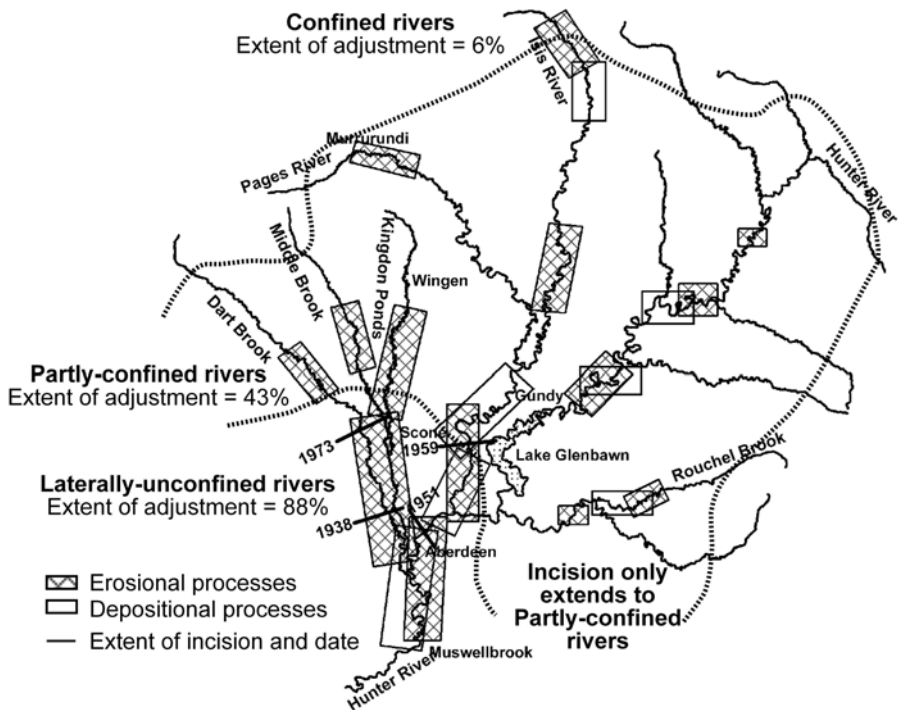 Confined rivers
Extent of adjustment = 6%
Isis River
Murrurundi
Pages River
Hunter River
Middle Brook
Kingdon Ponds
Wingen
Dart Brook
Partly-confined rivers
Extent of adjustment = 43%
Gundy
Scone
1959
1973
Lake Glenbawn
Rouchel Brook
Laterally-unconfined rivers
Extent of adjustment = 88%
1951
1938
Aberdeen
Incision only
extends to
Partly-confined
rivers
Erosional processes
Depositional processes
Extent of incision and date
Muswellbrook
Hunter River